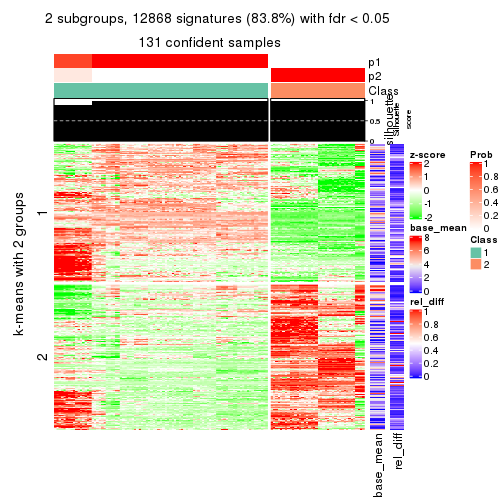 2 subgroups, 12868 signatures (83.8%) with fdr < 0.05
131 confident samples
p1
p2
Class
1
0.5
0
silhouette
Silhouette
score
k-means with 2 groups
1
2
base_mean
rel_diff
z-score
2
1
0
-1
-2
base_mean
8
6
4
2
0
rel_diff
1
0.8
0.6
0.4
0.2
0
Prob
1
0.8
0.6
0.4
0.2
0
Class
1
2